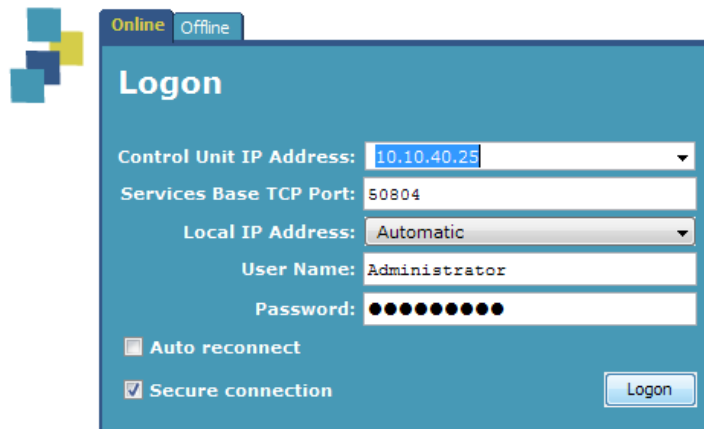 Online Offline
Logon
Control Unit IP Address: 10.10.40.25
Services Base TCP Port: 50804
Local IP Address: Automatic
User Name: Administrator
Password: ●●●●●●●●●
Auto reconnect
Secure connection Logon